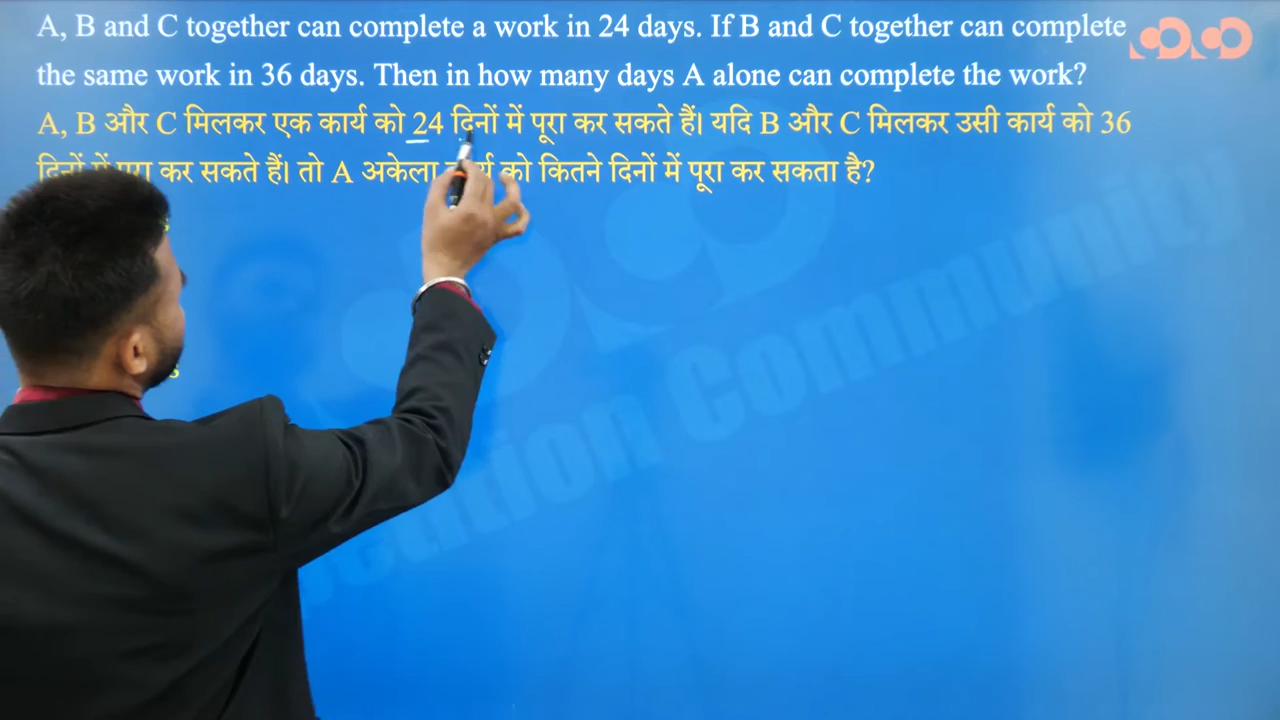 A, B and C together can complete a work in 24 days. If B and C together can complete
the same work in 36 days. Then in how many days A alone can complete the work?
A, B और C मिलकर एक कार्य को 24 दिनों में पूरा कर सकते हैं। यदि B और C मिलकर उसी कार्य को 36
दिनों में पूरा कर सकते हैं। तो A अकेला कार्य को कितने दिनों में पूरा कर सकता है?
Community